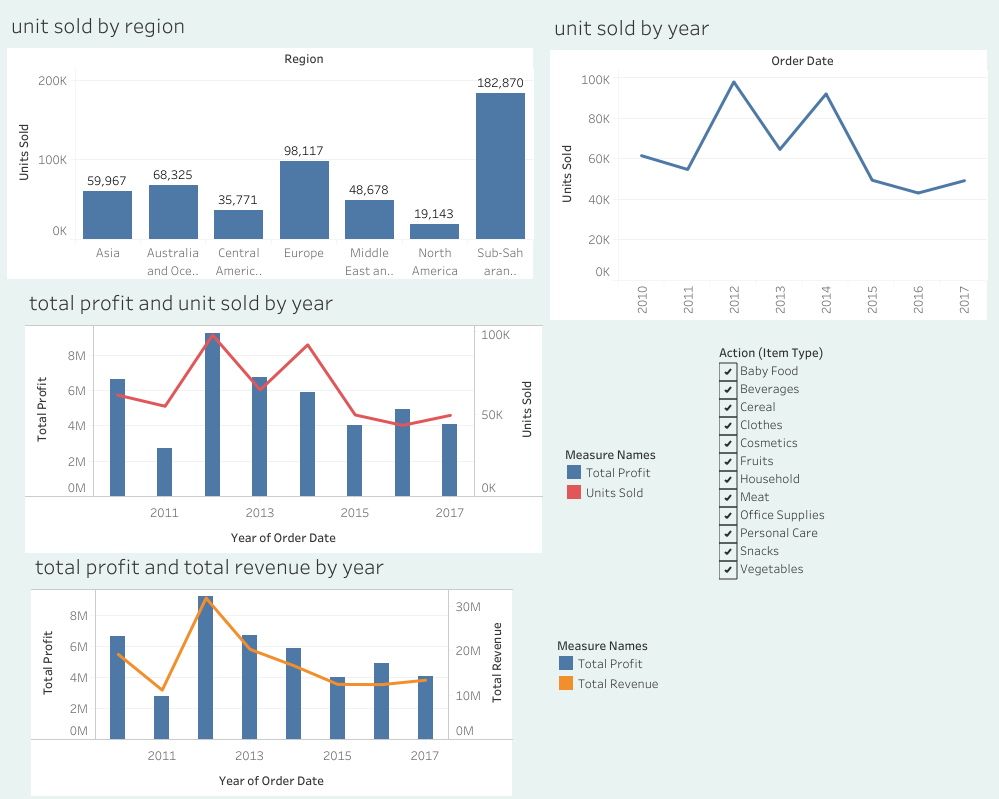 unit sold by region
Region
200K
100K
0K
Units Sold
59,967
68,325
35,771
98,117
48,678
19,143
182,870
Asia
Australia
and Oce..
Central
Americ..
Europe
Middle
East an..
North
America
Sub-Sah
aran..
unit sold by year
Order Date
100K
80K
60K
40K
20K
0K
Units Sold
2010
2011
2012
2013
2014
2015
2016
2017
total profit and unit sold by year
8M
6M
4M
2M
0M
Total Profit
100K
50K
0K
Units Sold
2011
2013
2015
2017
Year of Order Date
Measure Names
Total Profit
Units Sold
Action (Item Type)
Baby Food
Beverages
Cereal
Clothes
Cosmetics
Fruits
Household
Meat
Office Supplies
Personal Care
Snacks
Vegetables
total profit and total revenue by year
8M
6M
4M
2M
0M
Total Profit
30M
20M
10M
0M
Total Revenue
2011
2013
2015
2017
Year of Order Date
Measure Names
Total Profit
Total Revenue